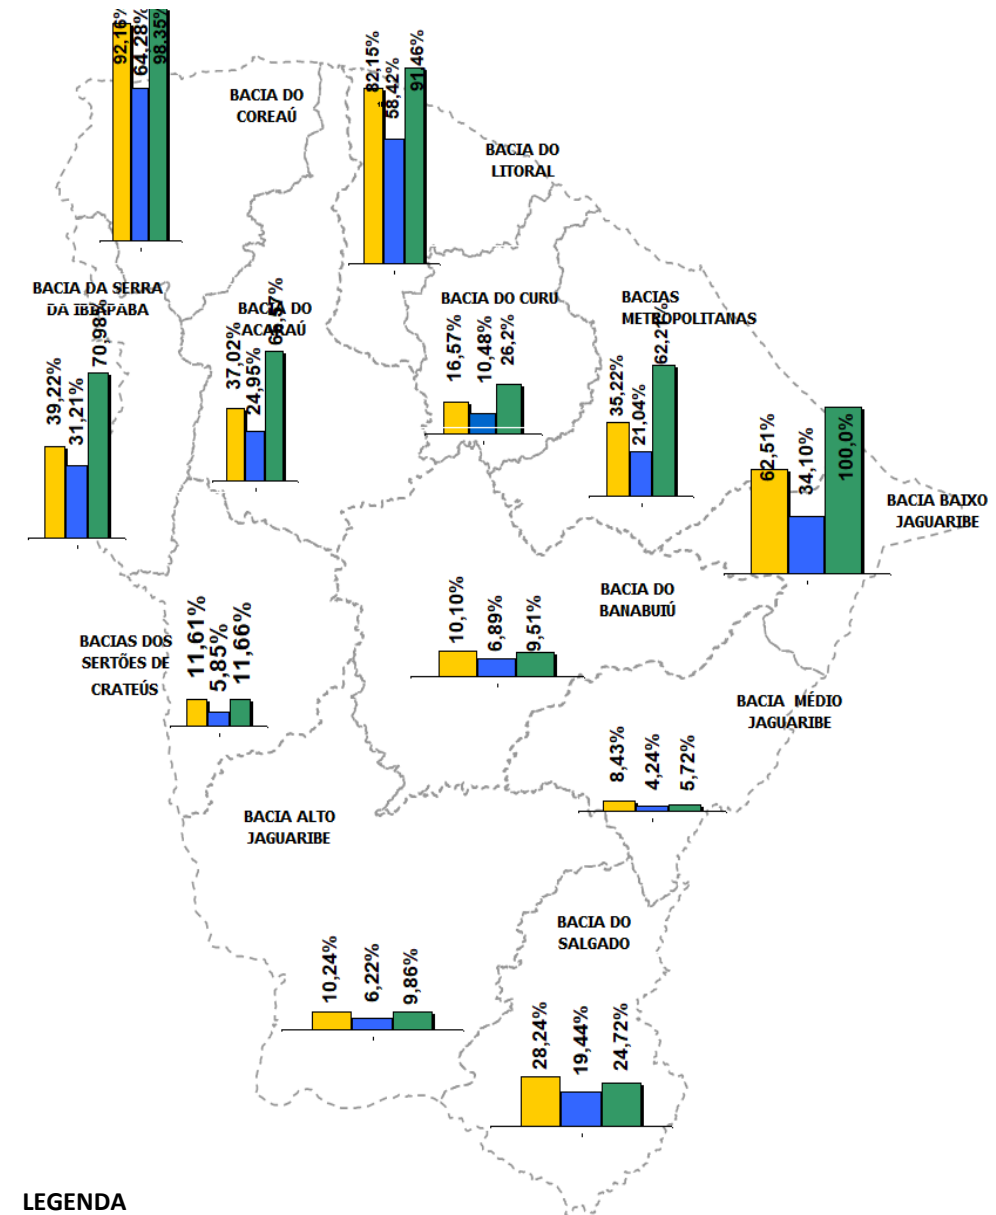 92,16%
64,28%
98,35%
82,15%
58,42%
91,46%
BACIA DO
COREAÚ
BACIA DO
LITORAL
BACIA DA SERRA
DA IBIAPABA
39,22%
31,21%
70,98%
BACIA DO
ACARAÚ
37,02%
24,95%
BACIA DO CURU
16,57%
10,48%
26,2%
BACIAS
METROPOLITANAS
35,22%
21,04%
62,21%
62,51%
34,10%
100,0%
BACIA BAIXO
JAGUARIBE
BACIA DO
BANABUIÚ
10,10%
6,89%
9,51%
BACIAS DOS
SERTÕES DE
CRATEÚS
11,61%
5,85%
11,66%
BACIA MÉDIO
JAGUARIBE
8,43%
4,24%
5,72%
BACIA ALTO
JAGUARIBE
10,24%
6,22%
9,86%
BACIA DO
SALGADO
28,24%
19,44%
24,72%
LEGENDA